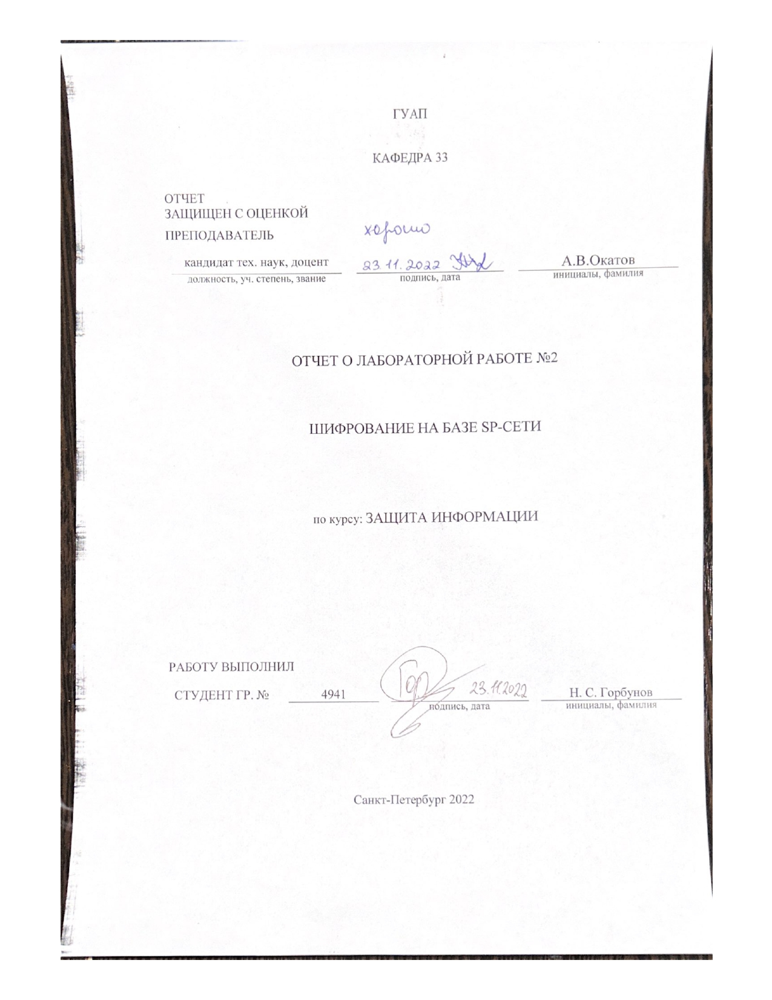 ГУАП
КАФЕДРА 33
ОТЧЕТ
ЗАЩИЩЕН С ОЦЕНКОЙ
ПРЕПОДАВАТЕЛЬ хорошо
кандидат тех. наук, доцент 23.11.2022 А.В.Окатов
должность, уч. степень, звание подпись, дата инициалы, фамилия
ОТЧЕТ О ЛАБОРАТОРНОЙ РАБОТЕ №2
ШИФРОВАНИЕ НА БАЗЕ SP-СЕТИ
по курсу: ЗАЩИТА ИНФОРМАЦИИ
РАБОТУ ВЫПОЛНИЛ
СТУДЕНТ ГР. № 4941 Гор 23.11.2022 Н. С. Горбунов
подпись, дата инициалы, фамилия
Санкт-Петербург 2022